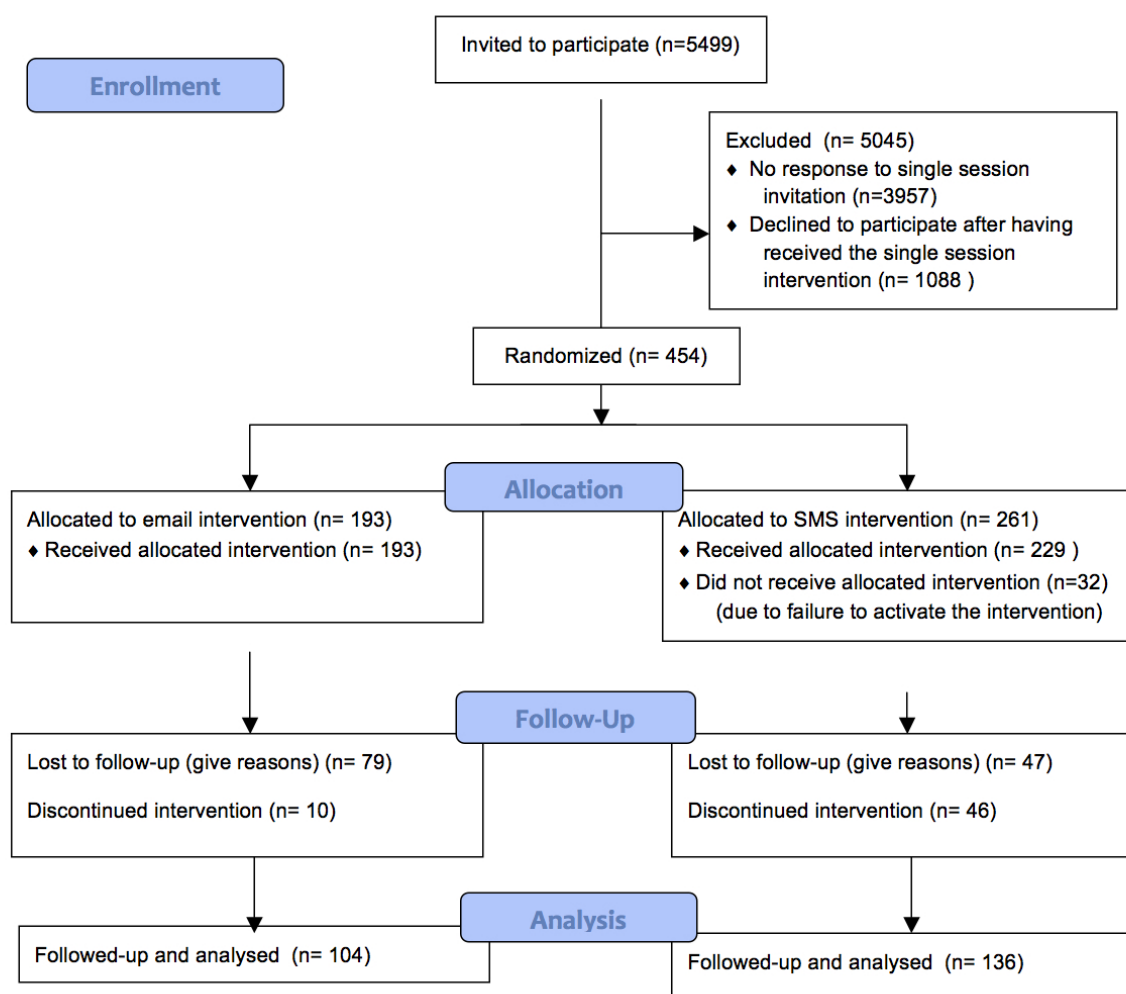 Invited to participate (n=5499)
Enrollment
Excluded (n= 5045)
♦ No response to single session
invitation (n=3957)
♦ Declined to participate after having
received the single session
intervention (n= 1088 )
Randomized (n= 454)
Allocation
Allocated to email intervention (n= 193)
♦ Received allocated intervention (n= 193)
Allocated to SMS intervention (n= 261)
♦ Received allocated intervention (n= 229 )
♦ Did not receive allocated intervention (n=32)
(due to failure to activate the intervention)
Follow-Up
Lost to follow-up (give reasons) (n= 79)
Discontinued intervention (n= 10)
Lost to follow-up (give reasons) (n= 47)
Discontinued intervention (n= 46)
Analysis
Followed-up and analysed (n= 104)
Followed-up and analysed (n= 136)